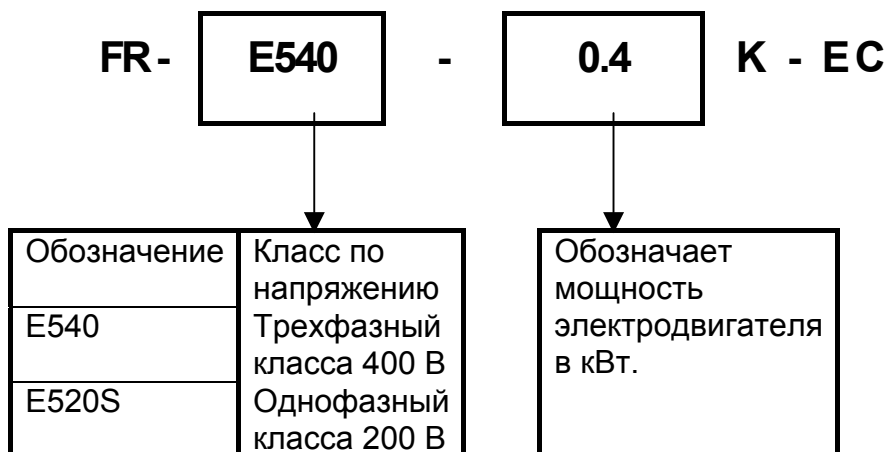 FR- E540 - 0.4 K - EC
Обозначение
Класс по
напряжению
E540
Трехфазный
класса 400 В
E520S
Однофазный
класса 200 В
Обозначает
мощность
электродвигателя
в кВт.